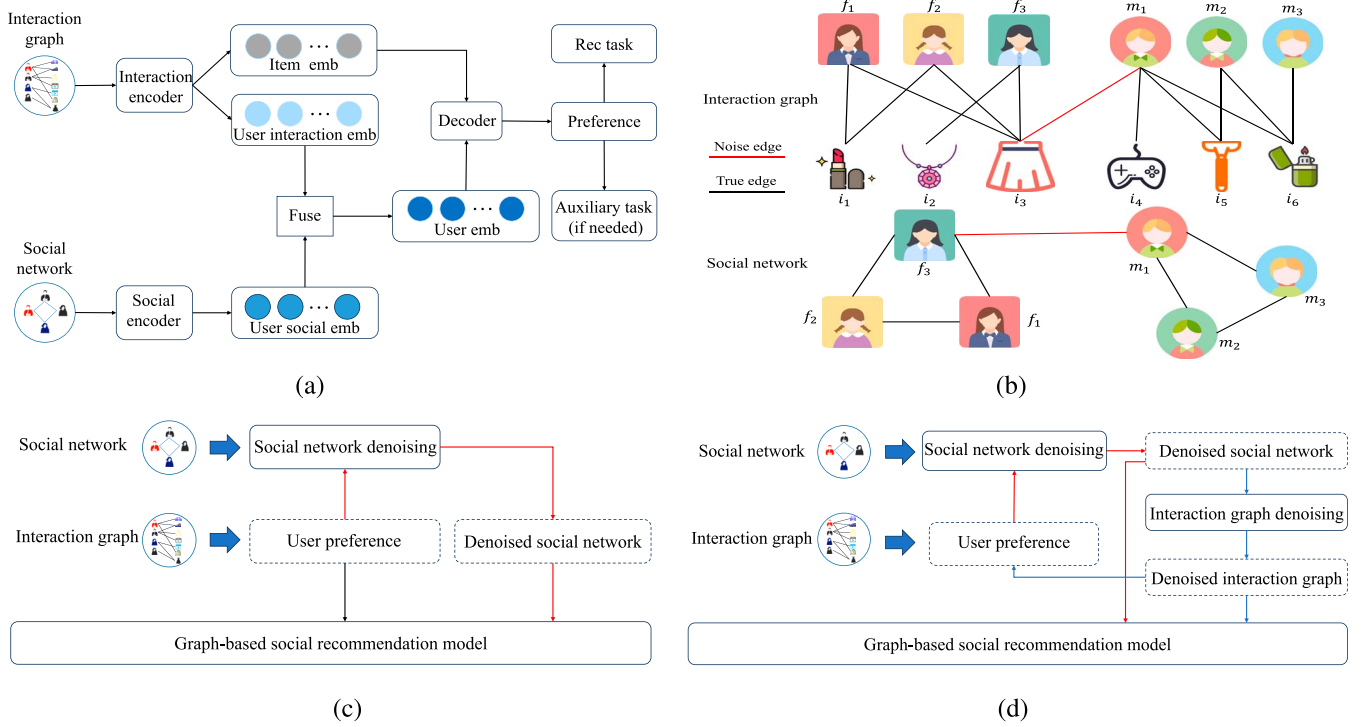 Interaction
graph
Interaction
encoder
Item emb
User interaction emb
Fuse
Social
network
Social
encoder
User social emb
User emb
Decoder
Preference
Rec task
Auxiliary task
(if needed)
(a)
f1
f2
f3
m1
m2
m3
Interaction graph
Noise edge
True edge
i1
i2
i3
i4
i5
i6
Social network
f3
f2
f1
m1
m3
m2
(b)
Social network
Social network denoising
Interaction graph
User preference
Denoised social network
Graph-based social recommendation model
(c)
Social network
Social network denoising
Denoised social network
Interaction graph denoising
Interaction graph
User preference
Denoised interaction graph
Graph-based social recommendation model
(d)